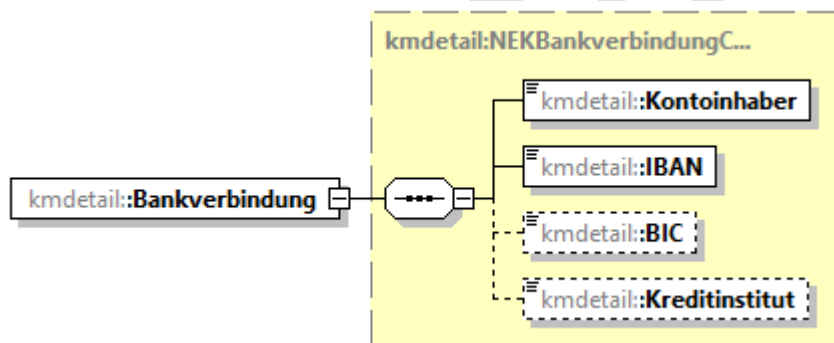 kmdetail:NEKBankverbindungC...
kmdetail::Kontoinhaber
kmdetail::IBAN
kmdetail::Bankverbindung
kmdetail::BIC
kmdetail::Kreditinstitut